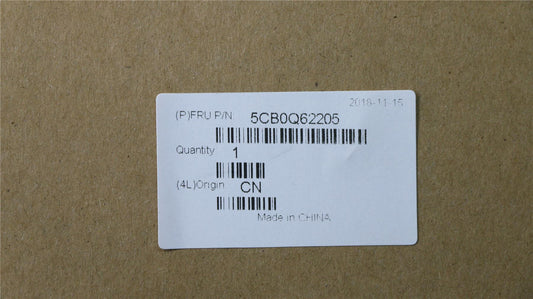 2018-11-15
(P)FRU P/N 5CB0Q62205
Quantity 1
(4L)Origin CN
Made in CHINA